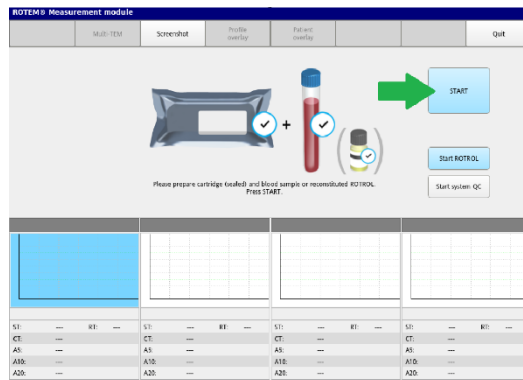 ROTEM® Measurement module
Multi-TEM
Screenshot
Profile
overlay
Patient
overlay
Quit
START
Start ROTROL
Start system QC
Please prepare cartridge (sealed) and blood sample or reconstituted ROTROL.
Press START.
ST: --- RT: --- ST: --- RT: --- ST: --- RT: --- ST: --- RT: ---
CT: --- CT: --- CT: --- CT: ---
A5: --- A5: --- A5: --- A5: ---
A10: --- A10: --- A10: --- A10: ---
A20: --- A20: --- A20: --- A20: ---